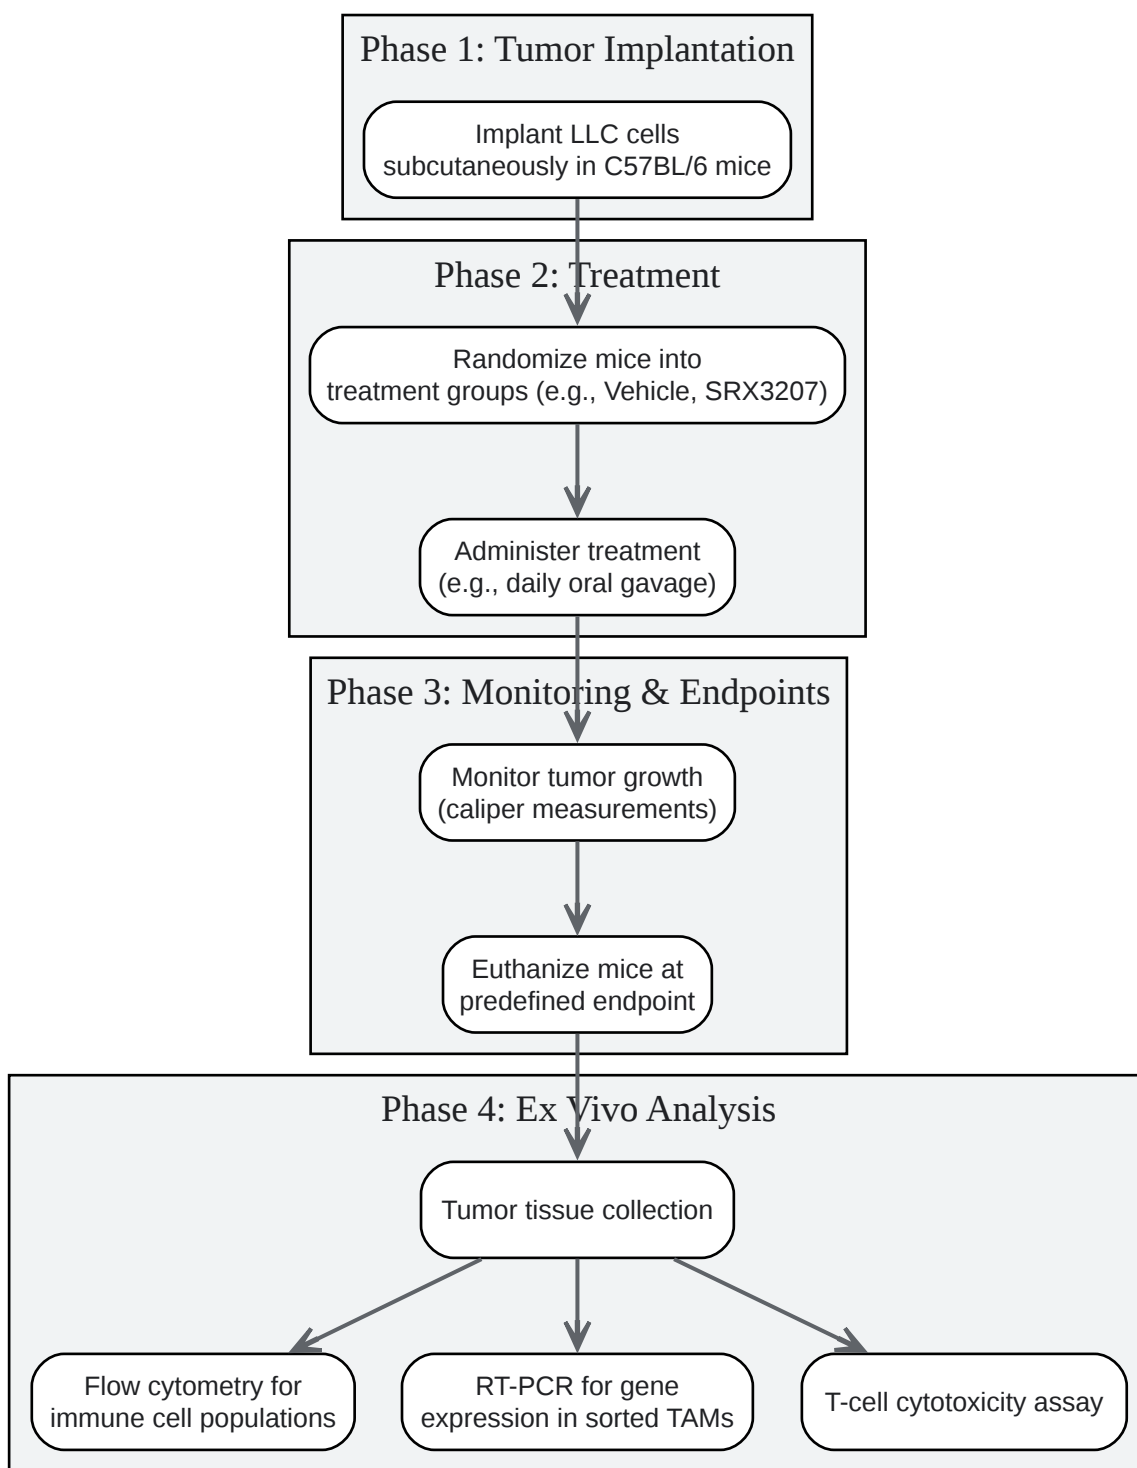 Phase 1: Tumor Implantation
Implant LLC cells
subcutaneously in C57BL/6 mice
Phase 2: Treatment
Randomize mice into
treatment groups (e.g., Vehicle, SRX3207)
Administer treatment
(e.g., daily oral gavage)
Phase 3: Monitoring & Endpoints
Monitor tumor growth
(caliper measurements)
Euthanize mice at
predefined endpoint
Phase 4: Ex Vivo Analysis
Tumor tissue collection
Flow cytometry for
immune cell populations
RT-PCR for gene
expression in sorted TAMs
T-cell cytotoxicity assay